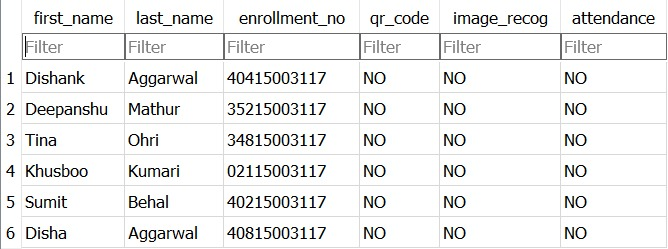 first_name last_name enrollment_no qr_code image_recog attendance
Filter Filter Filter Filter Filter Filter
1 Dishank Aggarwal 40415003117 NO NO NO
2 Deepanshu Mathur 35215003117 NO NO NO
3 Tina Ohri 34815003117 NO NO NO
4 Khusboo Kumari 02115003117 NO NO NO
5 Sumit Behal 40215003117 NO NO NO
6 Disha Aggarwal 40815003117 NO NO NO